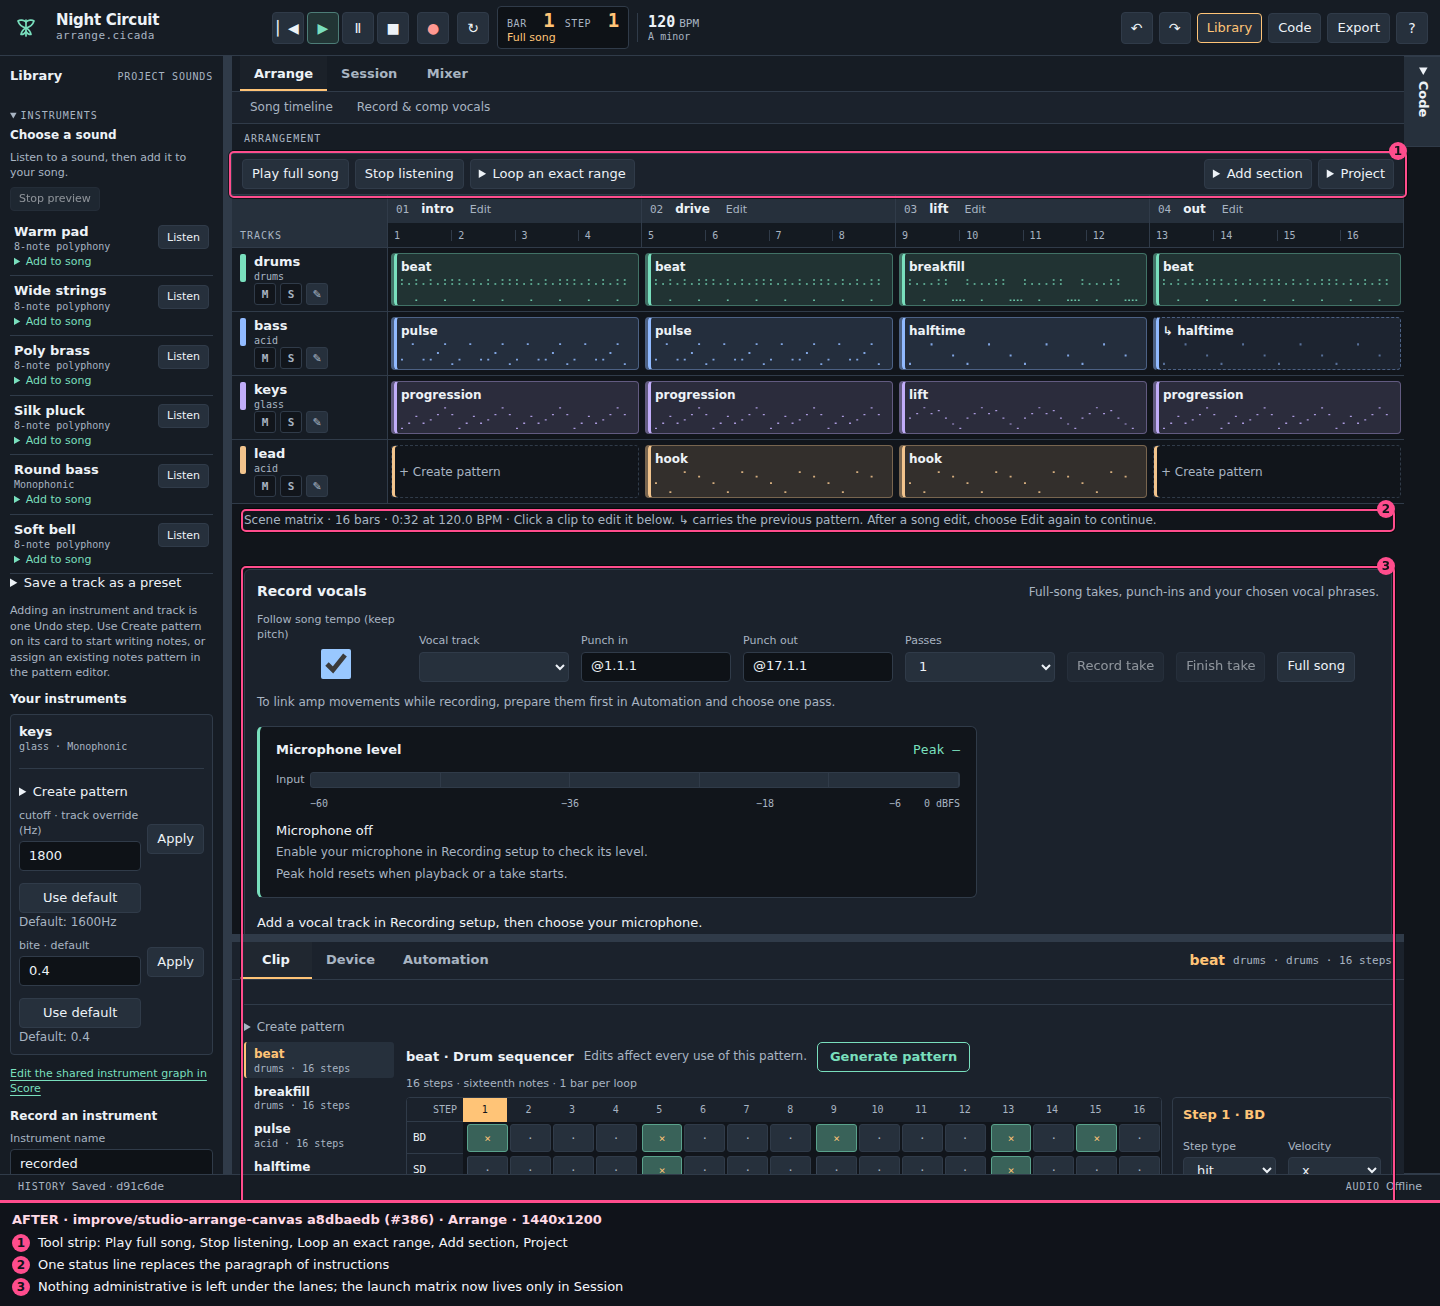 Night Circuit
arrange.cicada
BAR 1 STEP 1
Full song
120 BPM
A minor
Library
Code
Export
?
Library
PROJECT SOUNDS
INSTRUMENTS
Choose a sound
Listen to a sound, then add it to
your song.
Stop preview
Warm pad
8-note polyphony
Add to song
Listen
Wide strings
8-note polyphony
Add to song
Listen
Poly brass
8-note polyphony
Add to song
Listen
Silk pluck
8-note polyphony
Add to song
Listen
Round bass
Monophonic
Add to song
Listen
Soft bell
8-note polyphony
Add to song
Listen
Save a track as a preset
Adding an instrument and track is
one Undo step. Use Create pattern
on its card to start writing notes, or
assign an existing notes pattern in
the pattern editor.
Your instruments
keys
glass · Monophonic
Create pattern
cutoff · track override
(Hz)
1800
Apply
Use default
Default: 1600Hz
bite · default
0.4
Apply
Use default
Default: 0.4
Edit the shared instrument graph in
Score
Record an instrument
Instrument name
recorded
Arrange Session Mixer
Song timeline Record & comp vocals
ARRANGEMENT
1
Play full song Stop listening Loop an exact range Add section Project
01 intro Edit 02 drive Edit 03 lift Edit 04 out Edit
TRACKS 1 2 3 4 5 6 7 8 9 10 11 12 13 14 15 16
drums
drums
M S ✎
beat beat breakfill beat
bass
acid
M S ✎
pulse pulse halftime ↳ halftime
keys
glass
M S ✎
progression progression lift progression
lead
acid
M S ✎
+ Create pattern hook hook + Create pattern
2
Scene matrix · 16 bars · 0:32 at 120.0 BPM · Click a clip to edit it below. ↳ carries the previous pattern. After a song edit, choose Edit again to continue.
3
Record vocals
Full-song takes, punch-ins and your chosen vocal phrases.
Follow song tempo (keep
pitch)
Vocal track Punch in Punch out Passes
@1.1.1 @17.1.1 1 Record take Finish take Full song
To link amp movements while recording, prepare them first in Automation and choose one pass.
Microphone level
Peak —
Input
−60 −36 −18 −6 0 dBFS
Microphone off
Enable your microphone in Recording setup to check its level.
Peak hold resets when playback or a take starts.
Add a vocal track in Recording setup, then choose your microphone.
Clip Device Automation
beat drums · drums · 16 steps
Create pattern
beat
drums · 16 steps
breakfill
drums · 16 steps
pulse
acid · 16 steps
halftime
beat · Drum sequencer Edits affect every use of this pattern. Generate pattern
16 steps · sixteenth notes · 1 bar per loop
STEP 1 2 3 4 5 6 7 8 9 10 11 12 13 14 15 16
BD × · · · × · · · × · · · × · × ·
SD · · · · × · · · · · · · × · · ·
Step 1 · BD
Step type Velocity
hit x
Code
HISTORY Saved · d91c6de
AUDIO Offline
AFTER · improve/studio-arrange-canvas a8dbaedb (#386) · Arrange · 1440x1200
1 Tool strip: Play full song, Stop listening, Loop an exact range, Add section, Project
2 One status line replaces the paragraph of instructions
3 Nothing administrative is left under the lanes; the launch matrix now lives only in Session